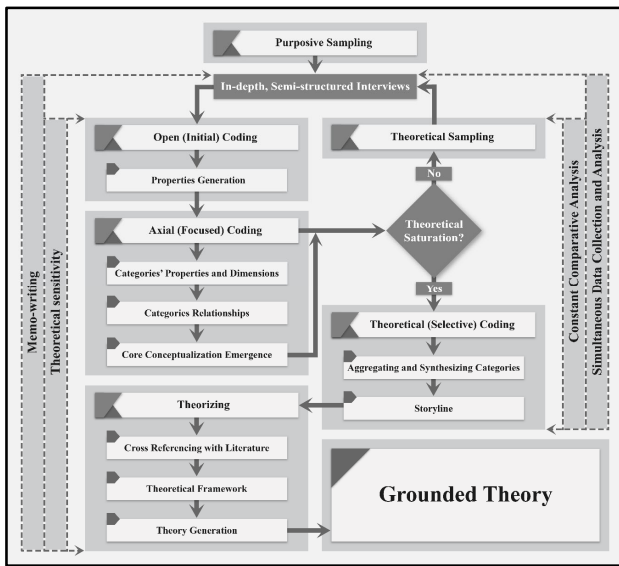 Purposive Sampling
In-depth, Semi-structured Interviews
Open (Initial) Coding
Properties Generation
Axial (Focused) Coding
Categories' Properties and Dimensions
Categories Relationships
Core Conceptualization Emergence
Theoretical Sampling
No
Theoretical
Saturation?
Yes
Theoretical (Selective) Coding
Aggregating and Synthesizing Categories
Storyline
Theorizing
Cross Referencing with Literature
Theoretical Framework
Theory Generation
Grounded Theory
Memo-writing
Theoretical sensitivity
Constant Comparative Analysis
Simultaneous Data Collection and Analysis